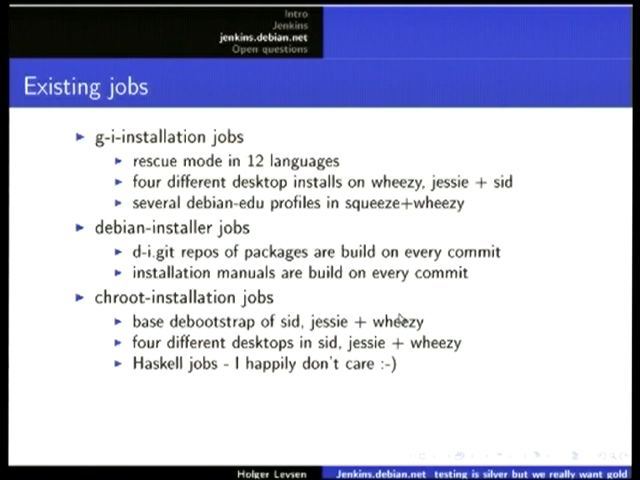 Intro
Jenkins
jenkins.debian.net
Open questions
Existing jobs
g-i-installation jobs
rescue mode in 12 languages
four different desktop installs on wheezy, jessie + sid
several debian-edu profiles in squeeze+wheezy
debian-installer jobs
d-i.git repos of packages are build on every commit
installation manuals are build on every commit
chroot-installation jobs
base debootstrap of sid, jessie + wheezy
four different desktops in sid, jessie + wheezy
Haskell jobs - I happily don't care :-)
Holger Levsen
Jenkins.debian.net testing is silver but we really want gold